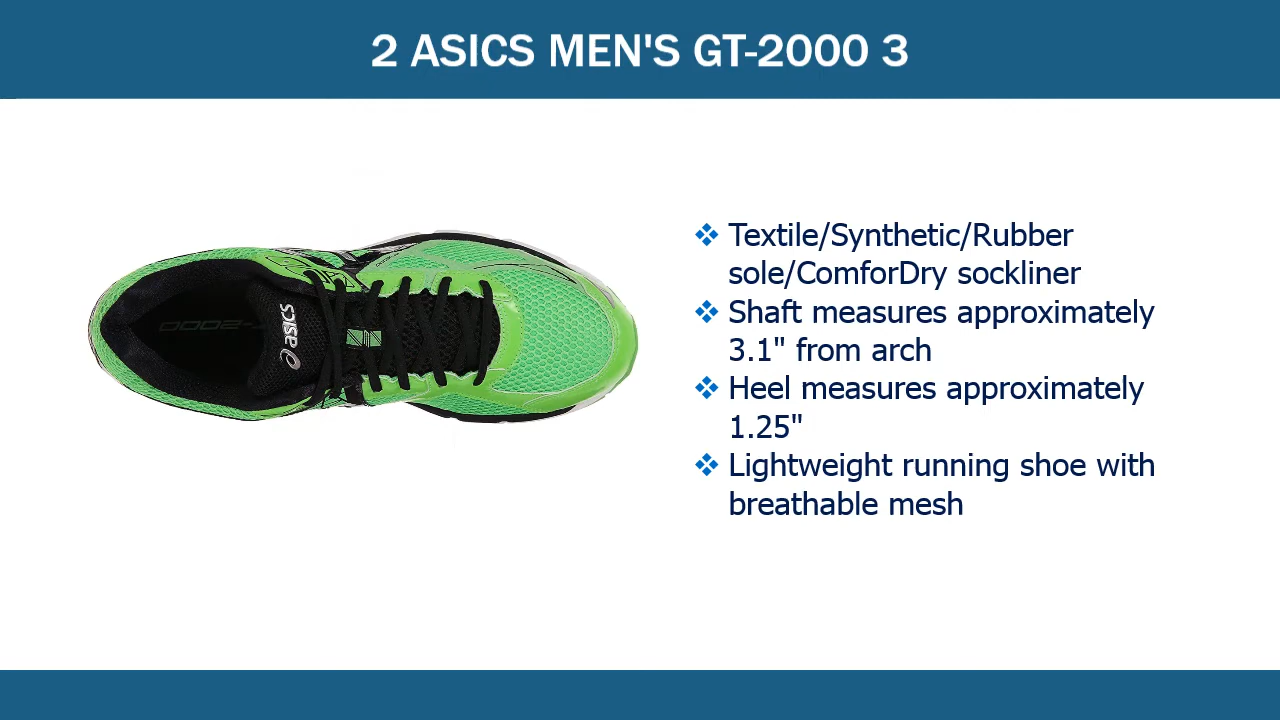 2 ASICS MEN'S GT-2000 3
Textile/Synthetic/Rubber
sole/ComforDry sockliner
Shaft measures approximately
3.1" from arch
Heel measures approximately
1.25"
Lightweight running shoe with
breathable mesh
asics
-2000